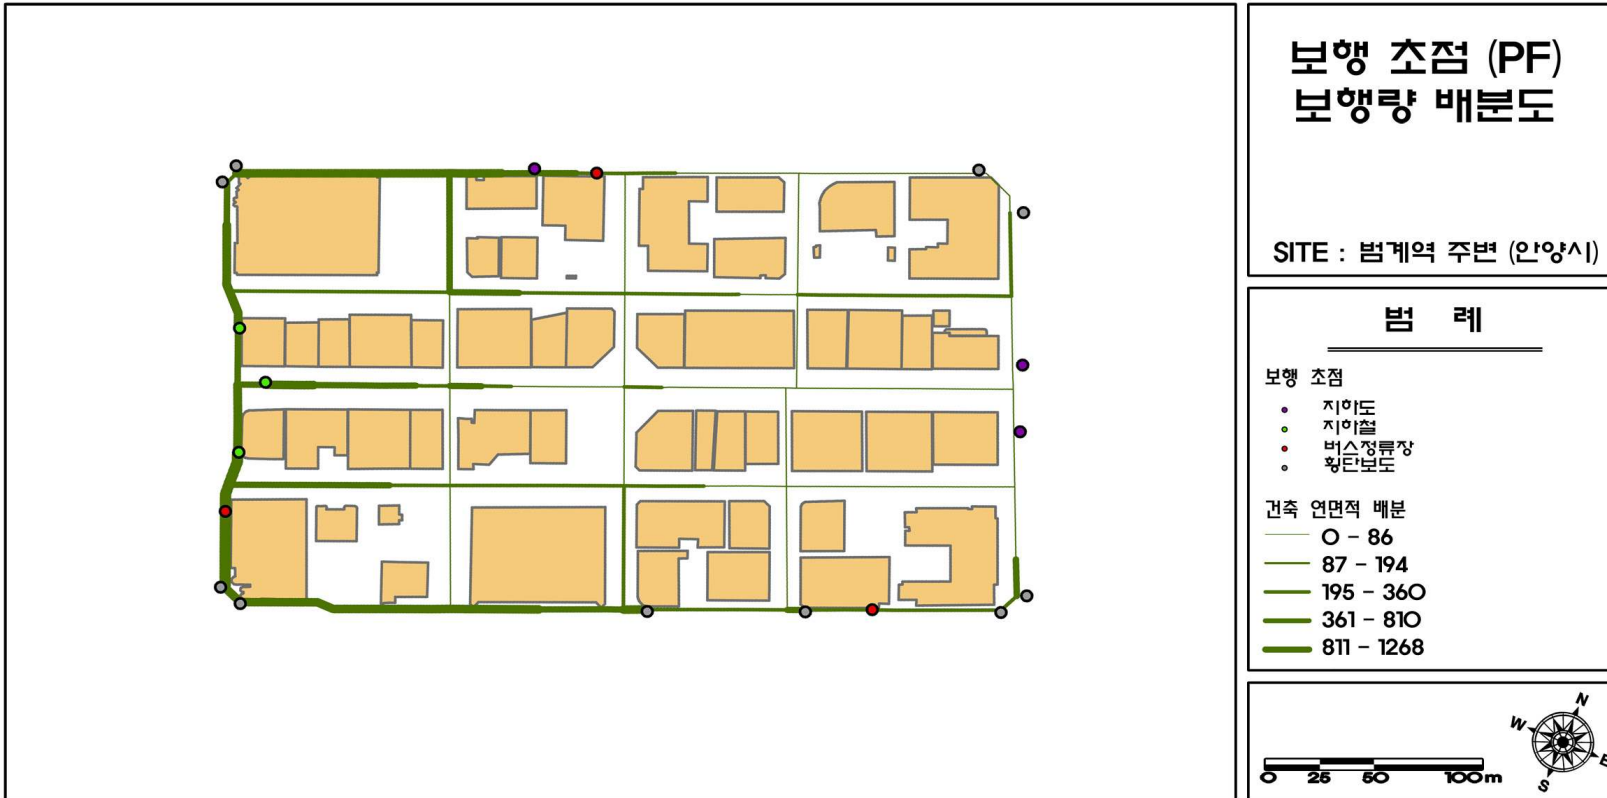 보행 초점 (PF)
보행량 배분도
SITE : 범계역 주변 (안양시)
범 례
보행 초점
지하도
지하철
버스정류장
횡단보도
건축 연면적 배분
0 - 86
87 - 194
195 - 360
361 - 810
811 - 1268
N
W
E
S
0 25 50 100m